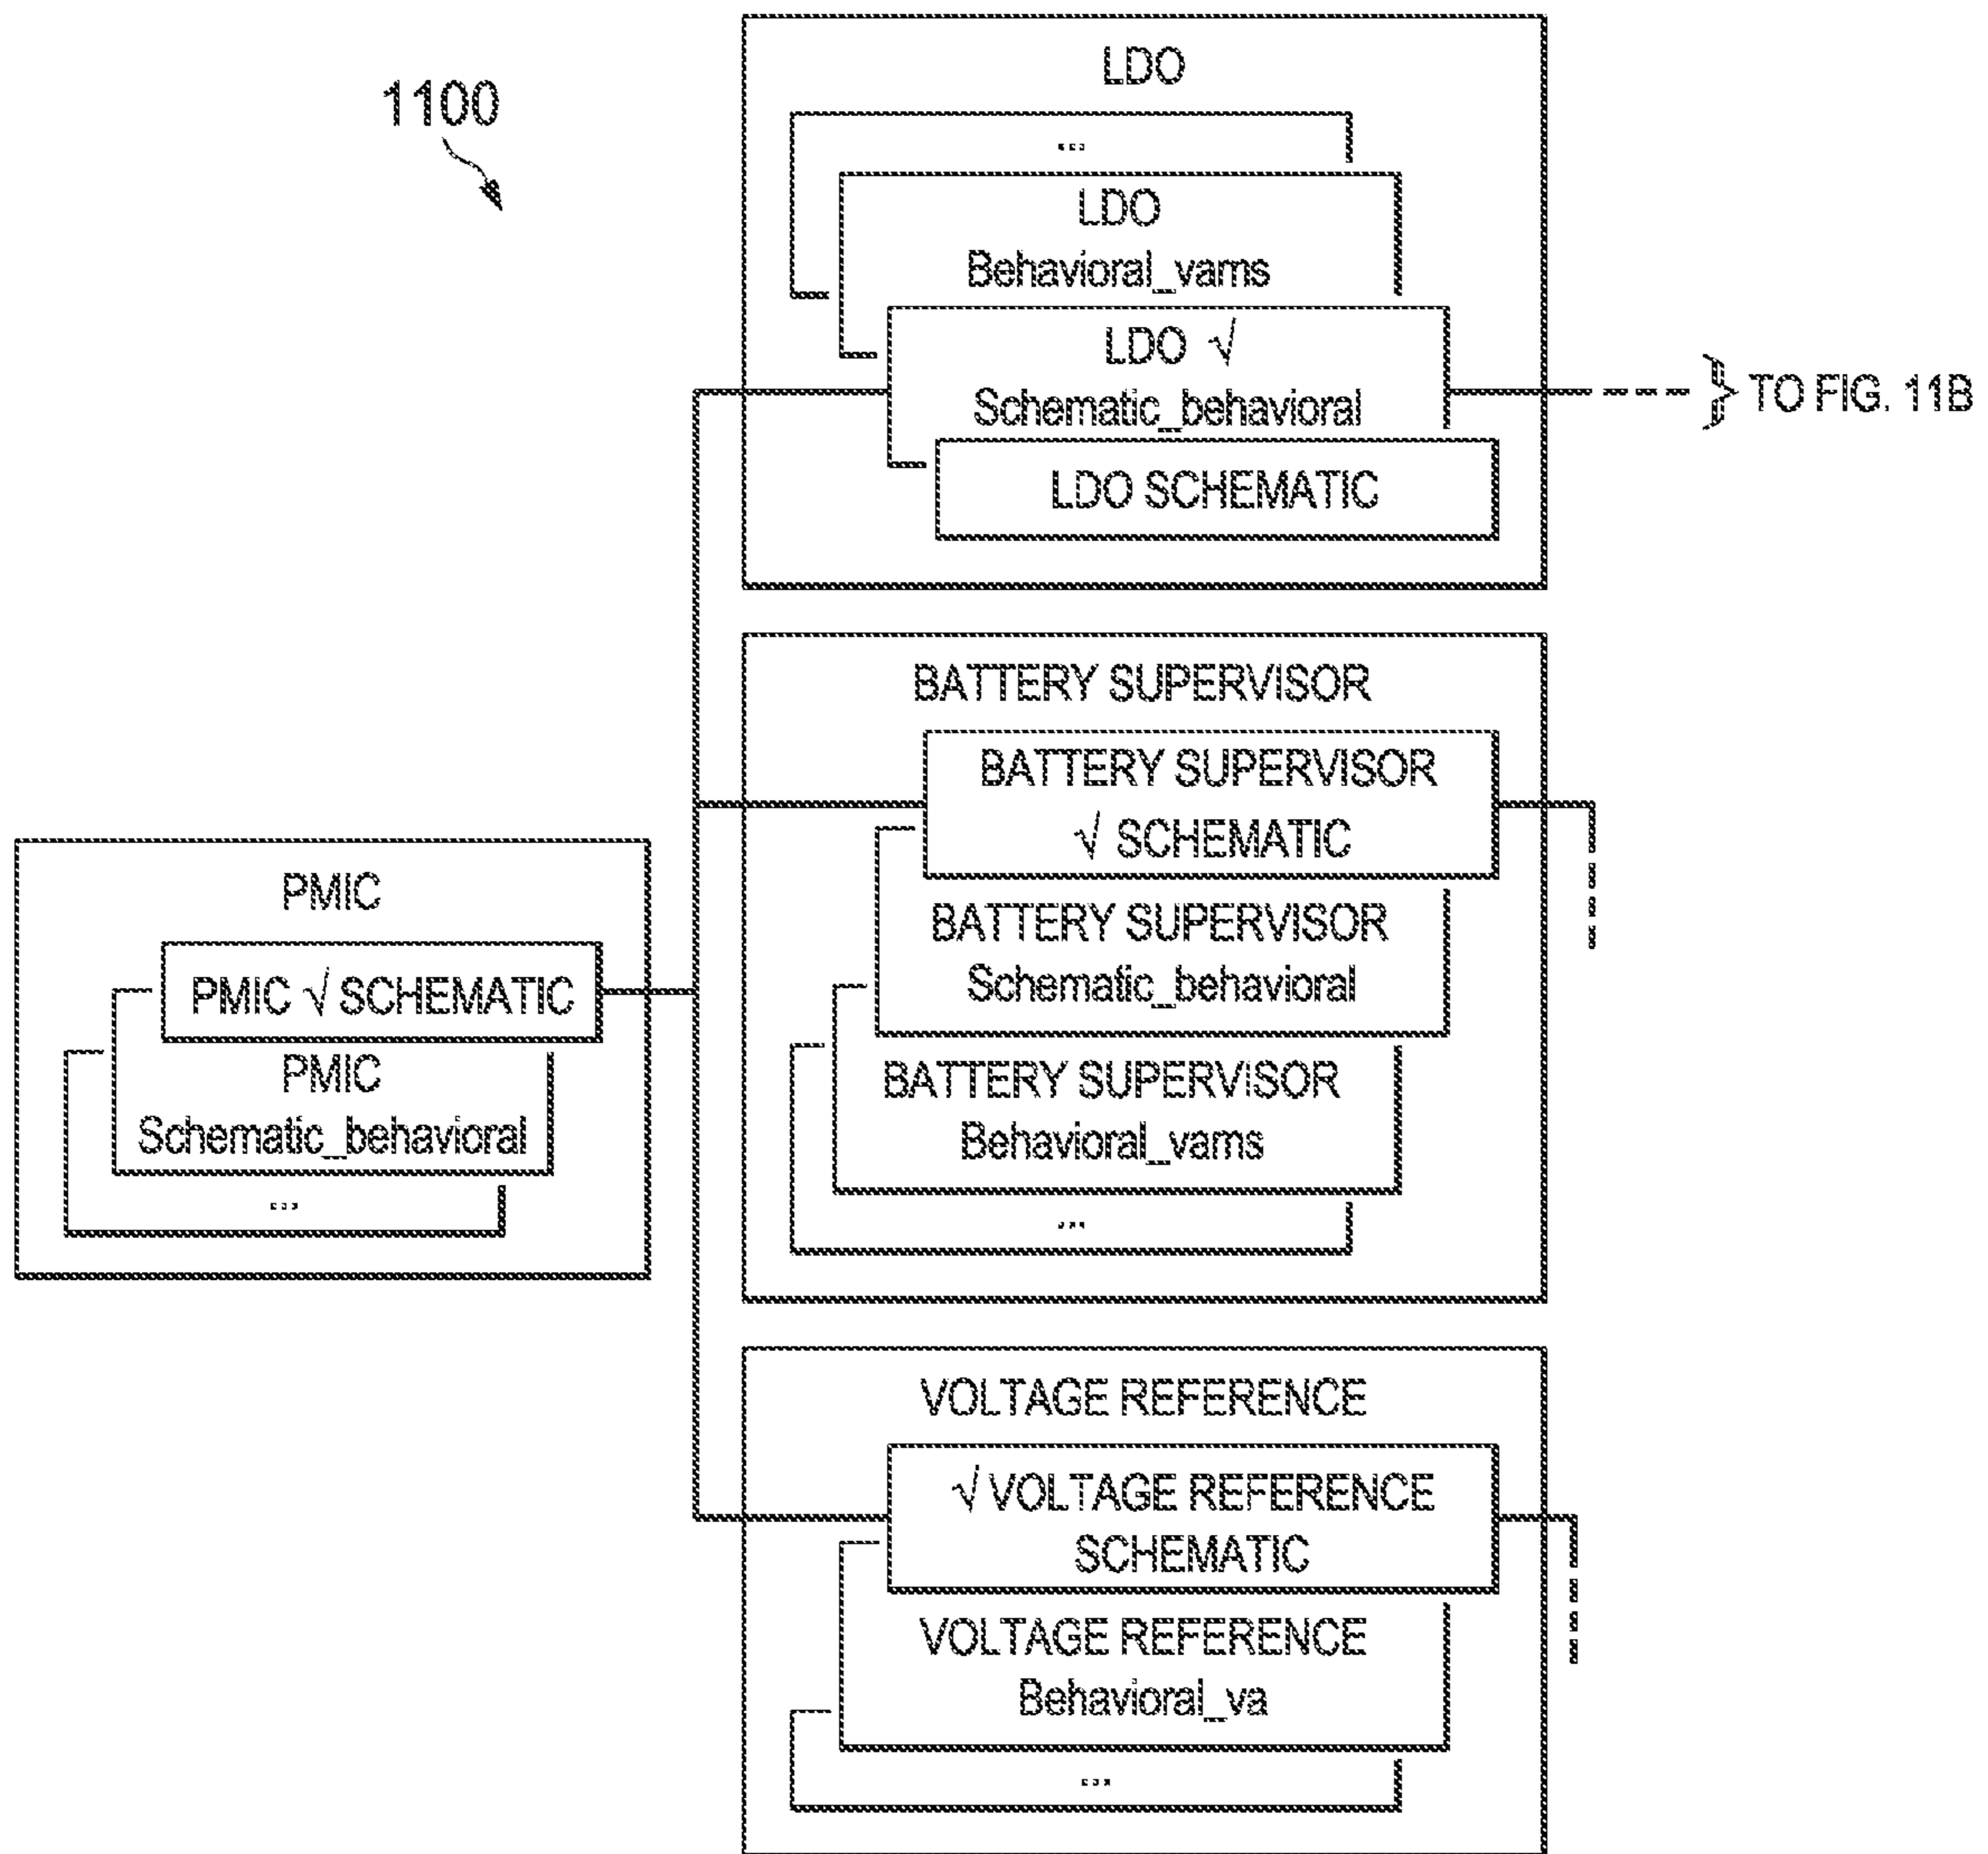 1100
LDO
...
LDO
Behavioral_vams
LDO √
Schematic_behavioral
LDO SCHEMATIC
TO FIG. 11B
BATTERY SUPERVISOR
BATTERY SUPERVISOR
√ SCHEMATIC
BATTERY SUPERVISOR
Schematic_behavioral
BATTERY SUPERVISOR
Behavioral_vams
...
PMIC
PMIC √ SCHEMATIC
PMIC
Schematic_behavioral
...
VOLTAGE REFERENCE
√ VOLTAGE REFERENCE
SCHEMATIC
VOLTAGE REFERENCE
Behavioral_va
...